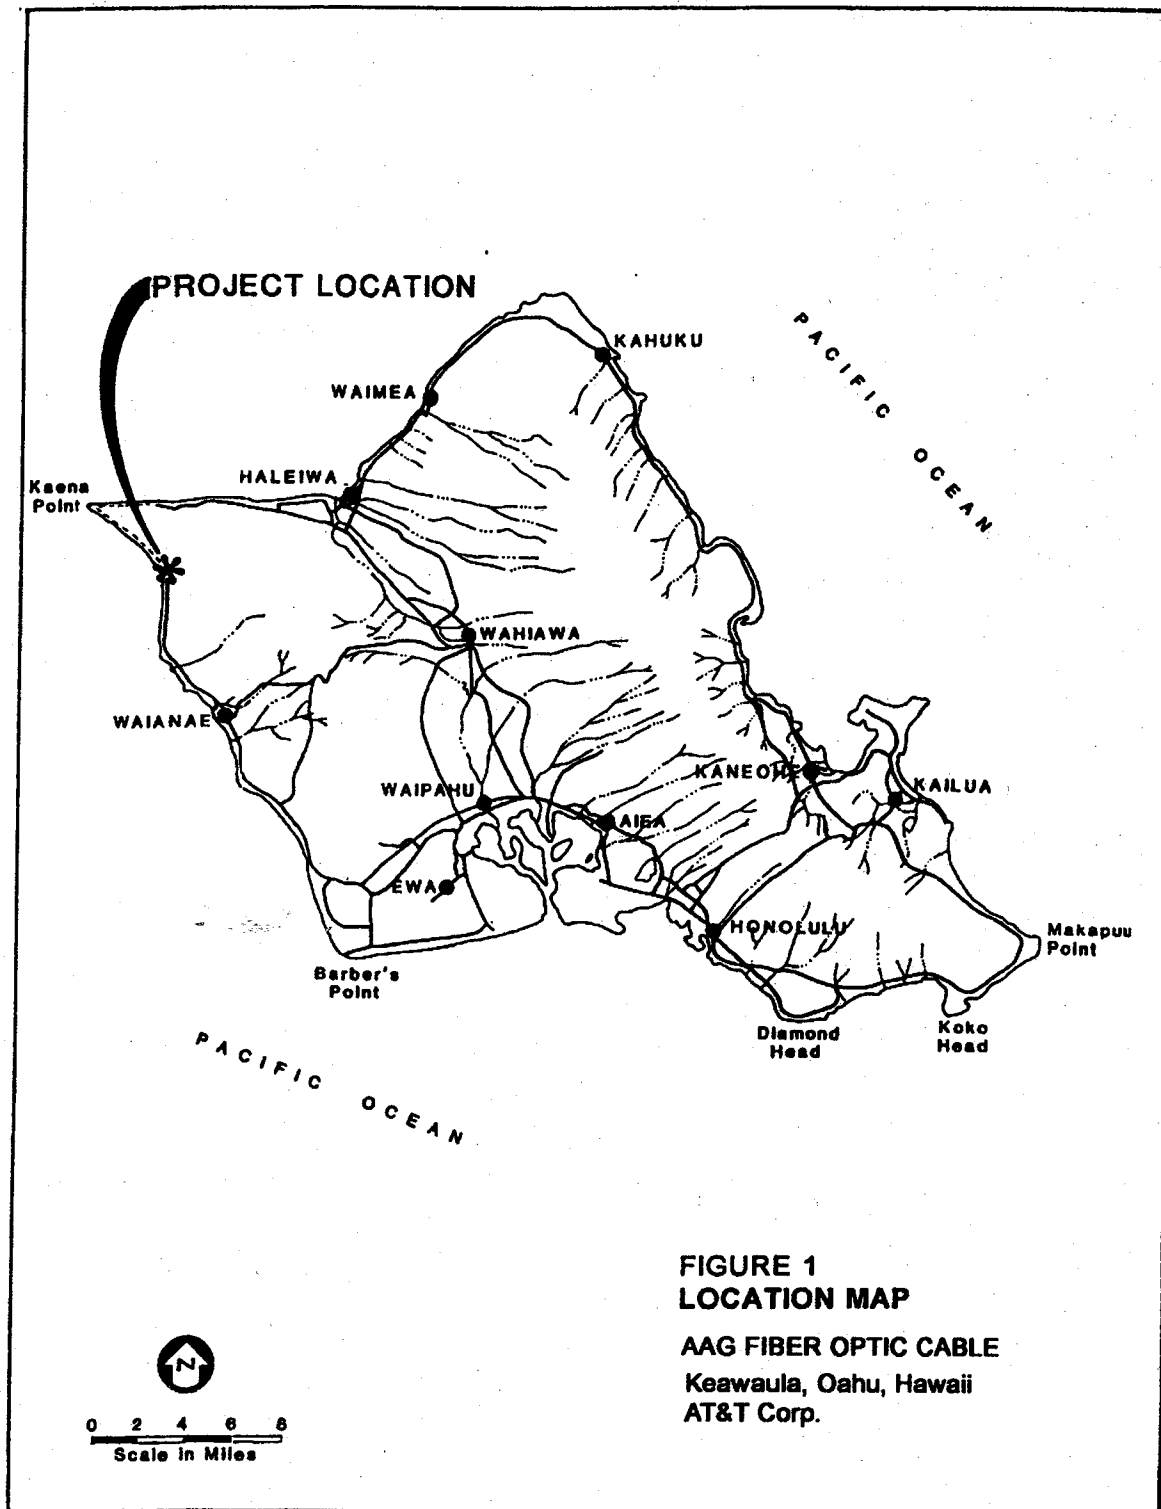 PROJECT LOCATION
KAHUKU
PACIFIC OCEAN
WAIMEA
HALEIWA
Kaena
Point
WAHIAWA
WAIANAE
KANEOHE
KAILUA
WAIPAHU
AIEA
EWA
HONOLULU
Makapuu
Point
Barber's
Point
Diamond
Head
Koko
Head
PACIFIC OCEAN
FIGURE 1
LOCATION MAP
AAG FIBER OPTIC CABLE
Keawaula, Oahu, Hawaii
AT&T Corp.
N
0 2 4 6 8
Scale in Miles